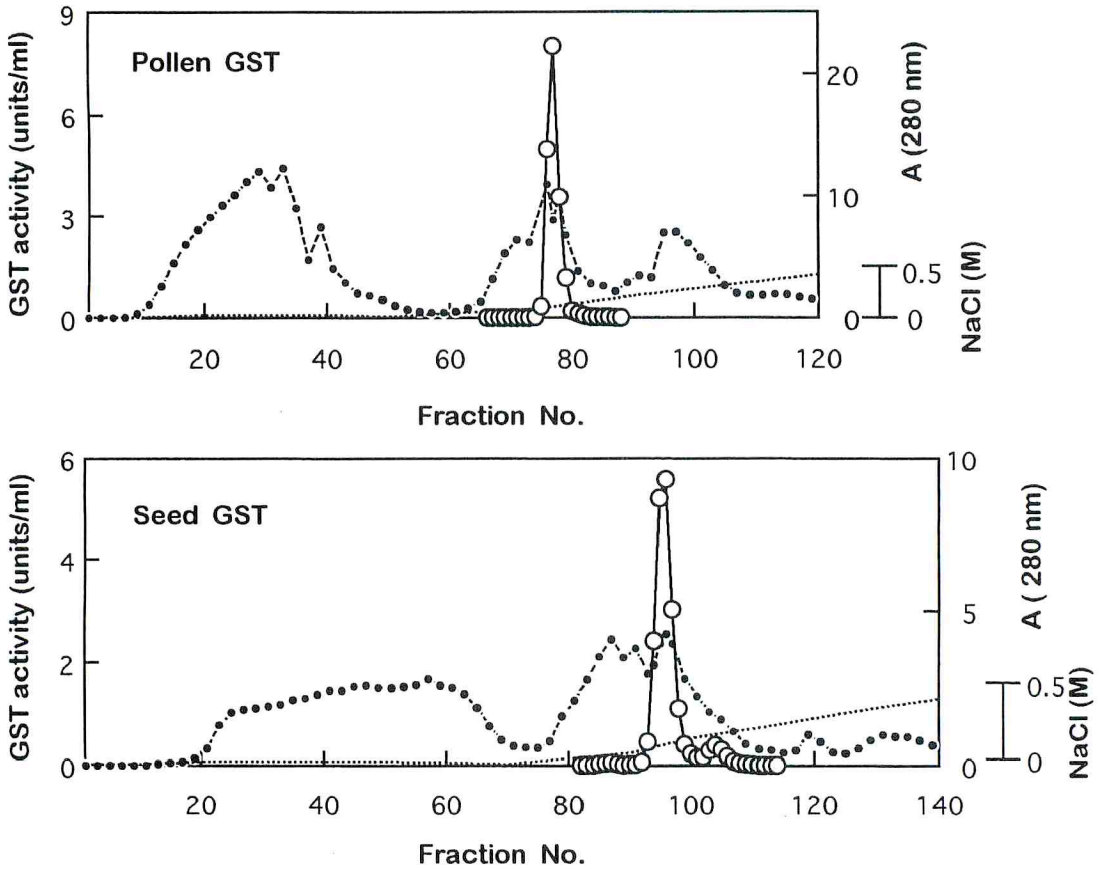 9
6
3
0
GST activity (units/ml)
Pollen GST
20
10
0
A (280 nm)
0.5
0
NaCl (M)
20 40 60 80 100 120
Fraction No.
6
4
2
0
GST activity (units/ml)
Seed GST
10
5
0
A ( 280 nm)
0.5
0
NaCl (M)
0 20 40 60 80 100 120 140
Fraction No.